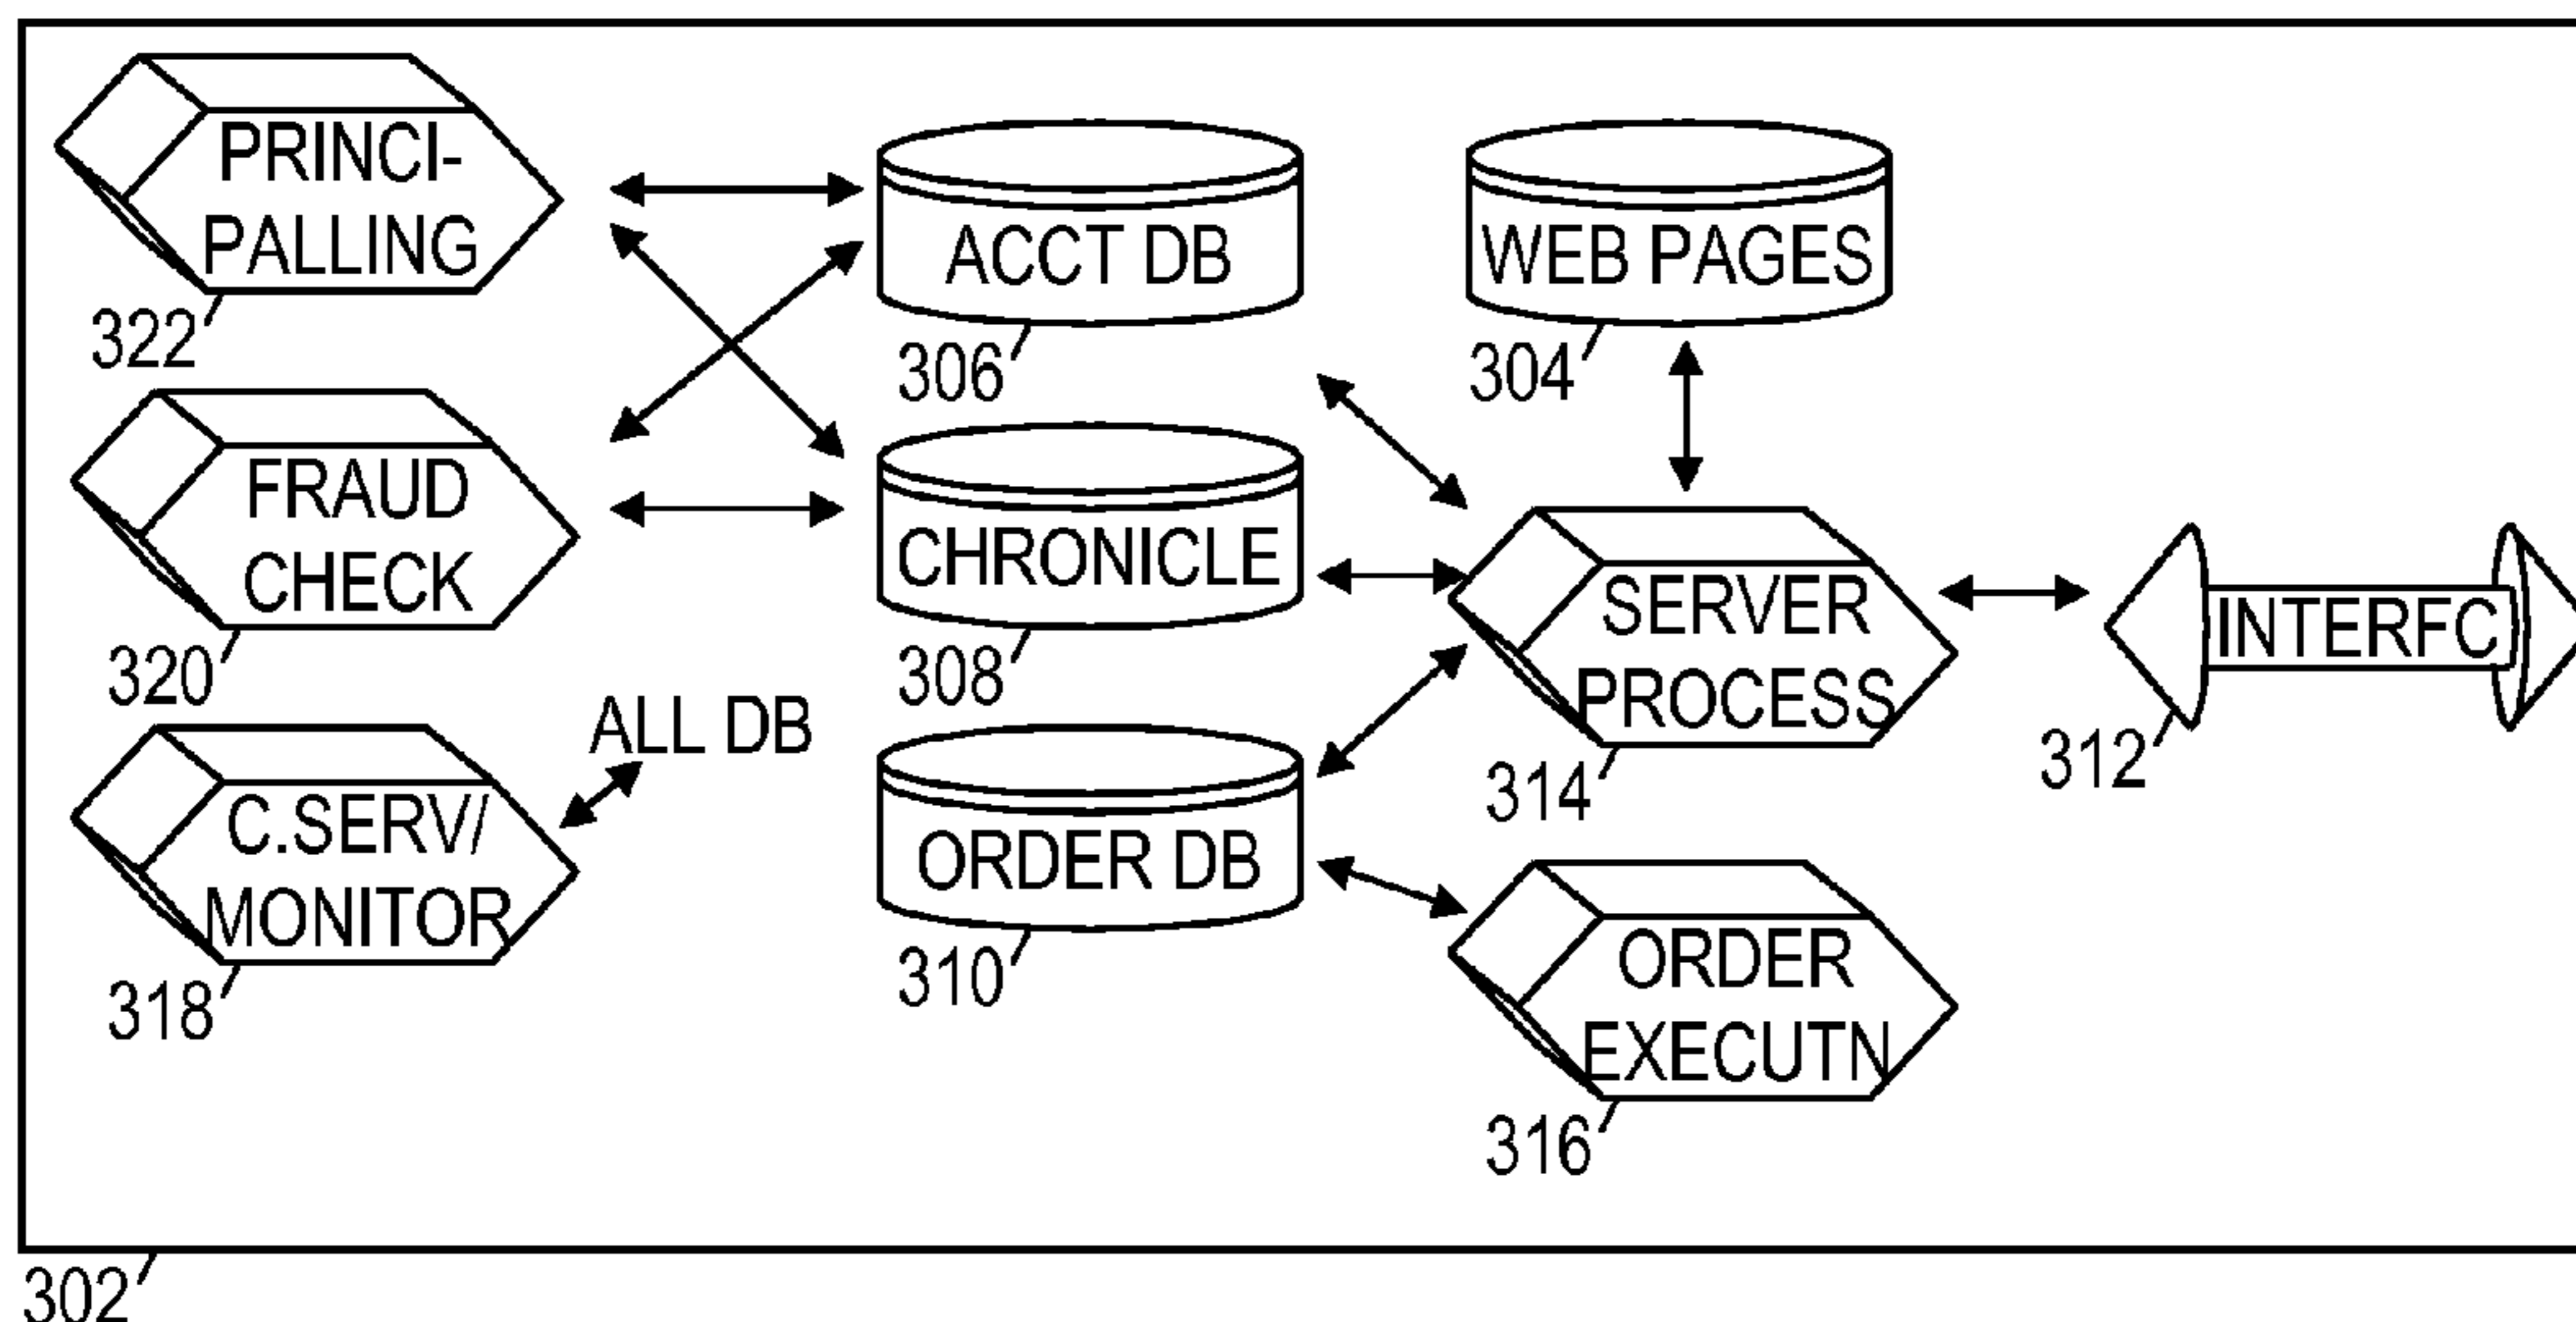 PRINCI-
PALLING
322
ACCT DB
306
WEB PAGES
304
FRAUD
CHECK
320
CHRONICLE
308
SERVER
PROCESS
314
INTERFC
312
ALL DB
C.SERV/
MONITOR
318
ORDER DB
310
ORDER
EXECUTN
316
302